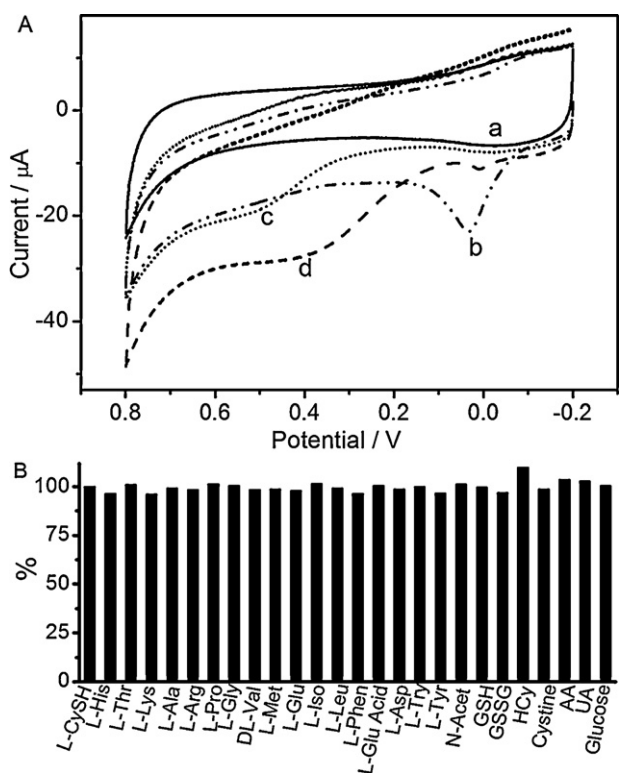 A
0
-20
-40
Current / μA
a
b
c
d
0.8 0.6 0.4 0.2 0.0 -0.2
Potential / V
B
100
75
50
25
0
%
L-CySH
L-His
L-Thr
L-Lys
L-Ala
L-Arg
L-Pro
L-Gly
DL-Val
L-Met
L-Glu
L-Iso
L-Leu
L-Phen
L-Glu Acid
L-Asp
L-Try
L-Tyr
N-Acet
GSH
GSSG
HCy
Cystine
AA
UA
Glucose